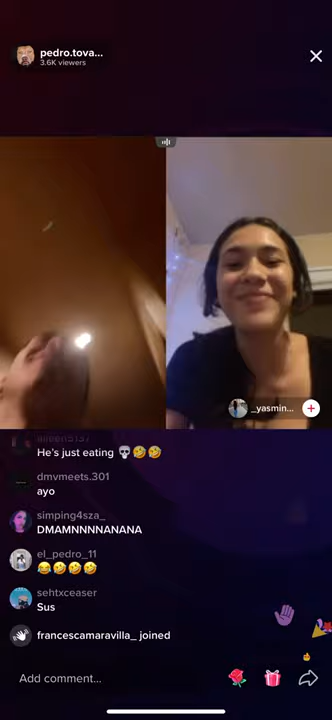 pedro.tova...
3.6K viewers
_yasmin...
aileen5137
He's just eating 💀🤣🤣
dmvmeets.301
ayo
simping4sza_
DMAMNNNNANANA
el_pedro_11
😂🤣🤣🤣
sehtxceaser
Sus
francescamaravilla_ joined
Add comment...